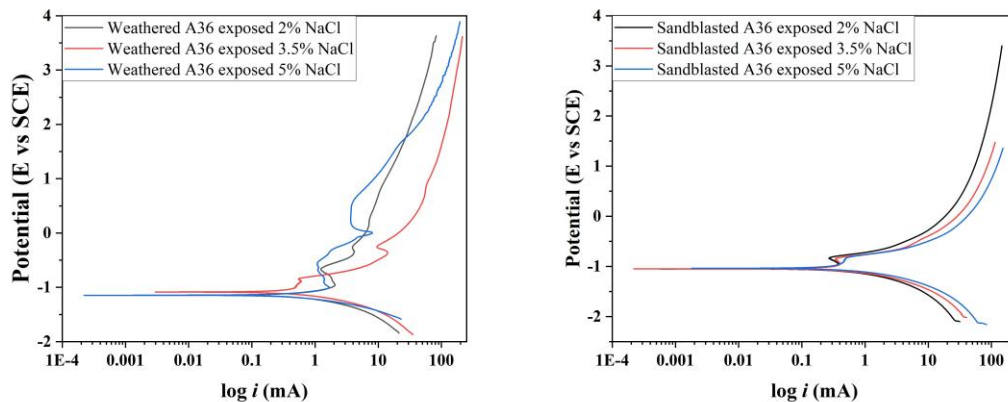 4
3
2
1
0
-1
-2
Potential (E vs SCE)
Weathered A36 exposed 2% NaCl
Weathered A36 exposed 3.5% NaCl
Weathered A36 exposed 5% NaCl
1E-4 0.001 0.01 0.1 1 10 100
log i (mA)
4
3
2
1
0
-1
-2
Potential (E vs SCE)
Sandblasted A36 exposed 2% NaCl
Sandblasted A36 exposed 3.5% NaCl
Sandblasted A36 exposed 5% NaCl
1E-4 0.001 0.01 0.1 1 10 100
log i (mA)